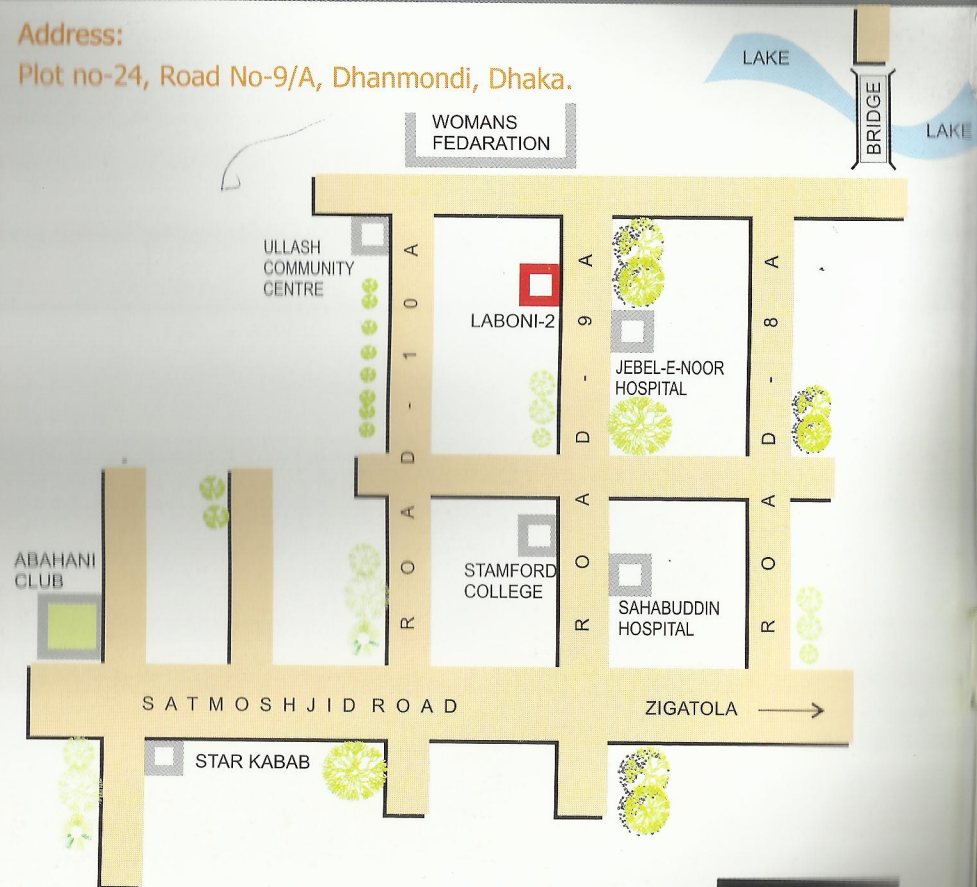 Address:
Plot no-24, Road No-9/A, Dhanmondi, Dhaka.
LAKE
BRIDGE
LAKE
WOMANS
FEDARATION
ULLASH
COMMUNITY
CENTRE
ROAD-10A
LABONI-2
ROAD-9A
JEBEL-E-NOOR
HOSPITAL
ROAD-8A
ABAHANI
CLUB
STAMFORD
COLLEGE
SAHABUDDIN
HOSPITAL
SATMOSHJID ROAD
ZIGATOLA
STAR KABAB